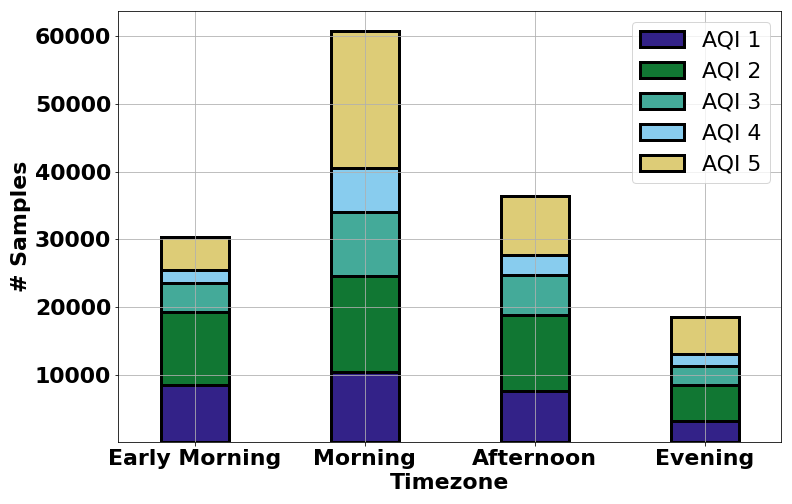 60000
50000
40000
30000
20000
10000
# Samples
Early Morning
Morning
Afternoon
Evening
Timezone
AQI 1
AQI 2
AQI 3
AQI 4
AQI 5